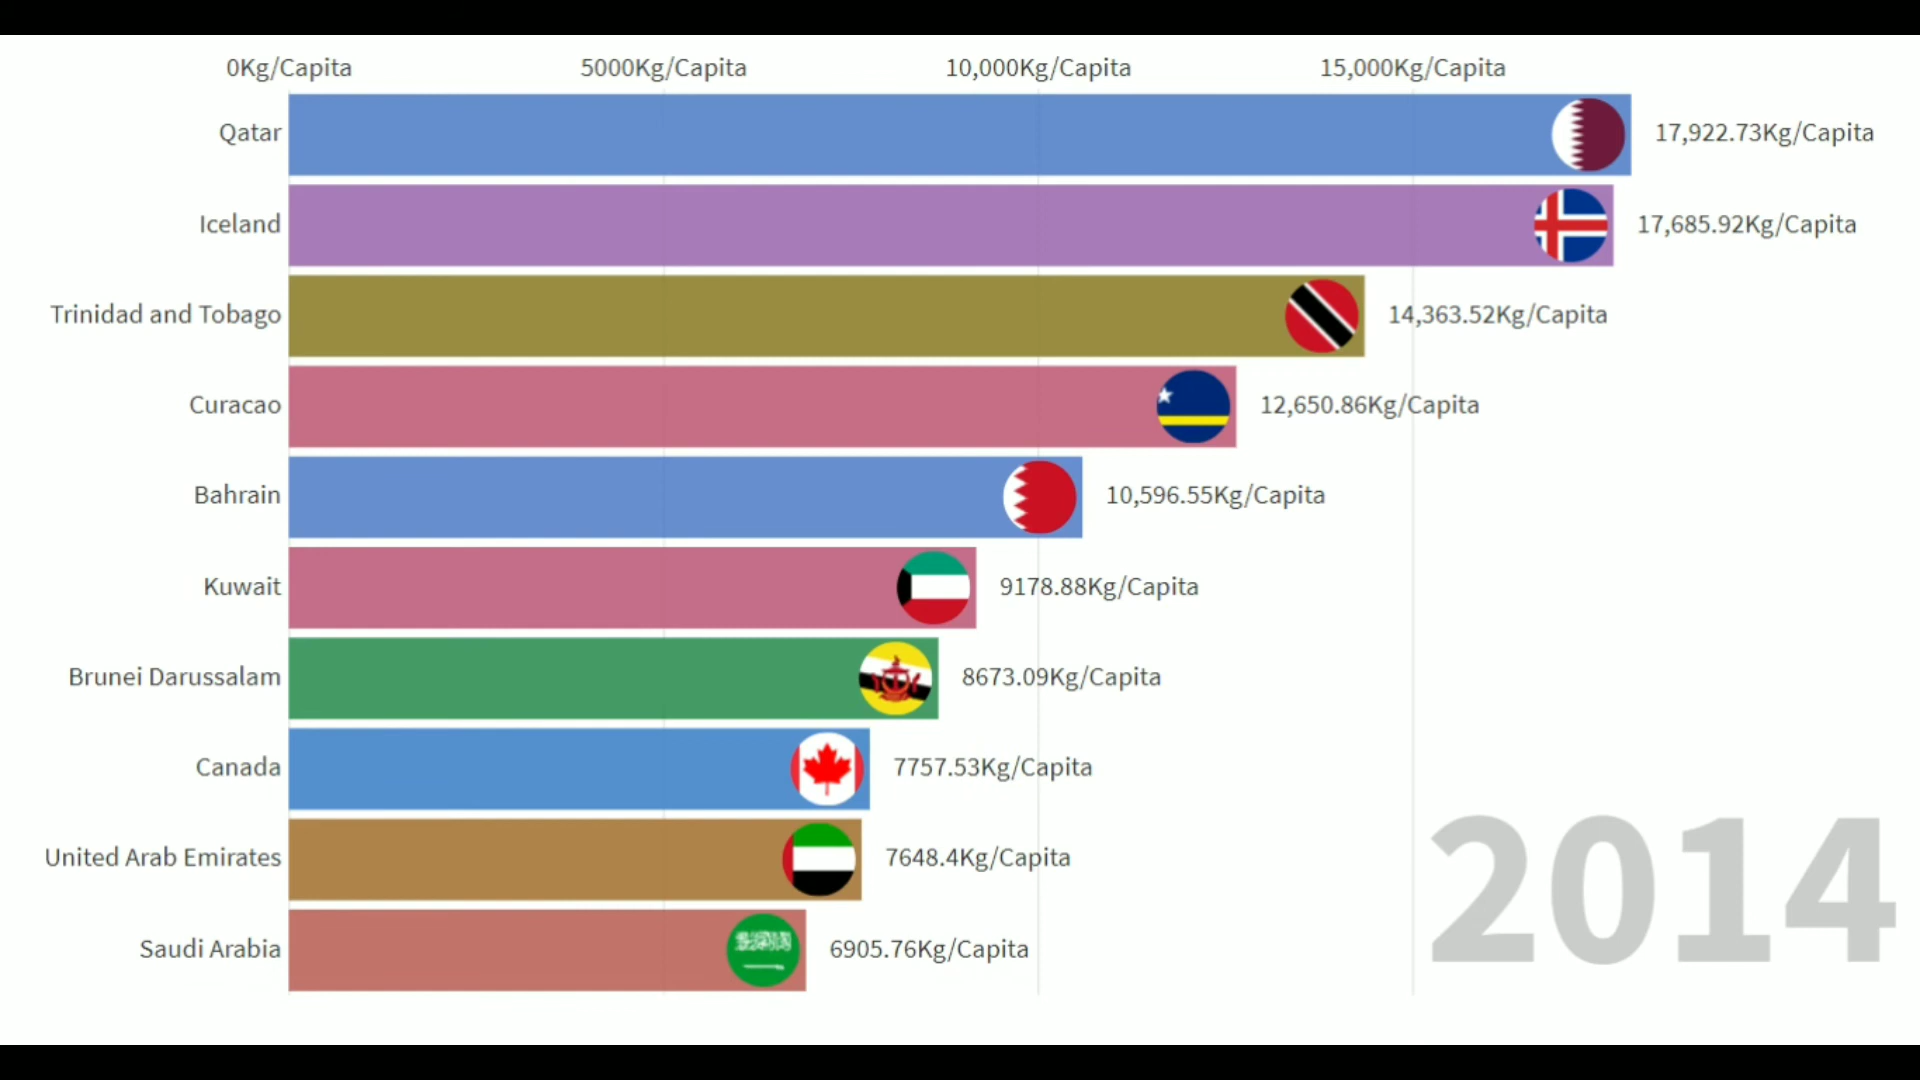 0Kg/Capita 5000Kg/Capita 10,000Kg/Capita 15,000Kg/Capita
Qatar 17,922.73Kg/Capita
Iceland 17,685.92Kg/Capita
Trinidad and Tobago 14,363.52Kg/Capita
Curacao 12,650.86Kg/Capita
Bahrain 10,596.55Kg/Capita
Kuwait 9178.88Kg/Capita
Brunei Darussalam 8673.09Kg/Capita
Canada 7757.53Kg/Capita
United Arab Emirates 7648.4Kg/Capita
Saudi Arabia 6905.76Kg/Capita
2014